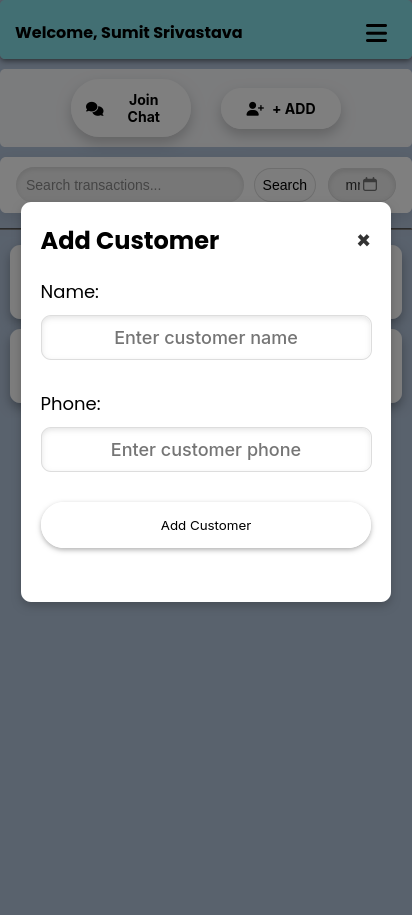 Welcome, Sumit Srivastava
Join
Chat
+ ADD
Search transactions...
Search
Add Customer
✖
Name:
Enter customer name
Phone:
Enter customer phone
Add Customer